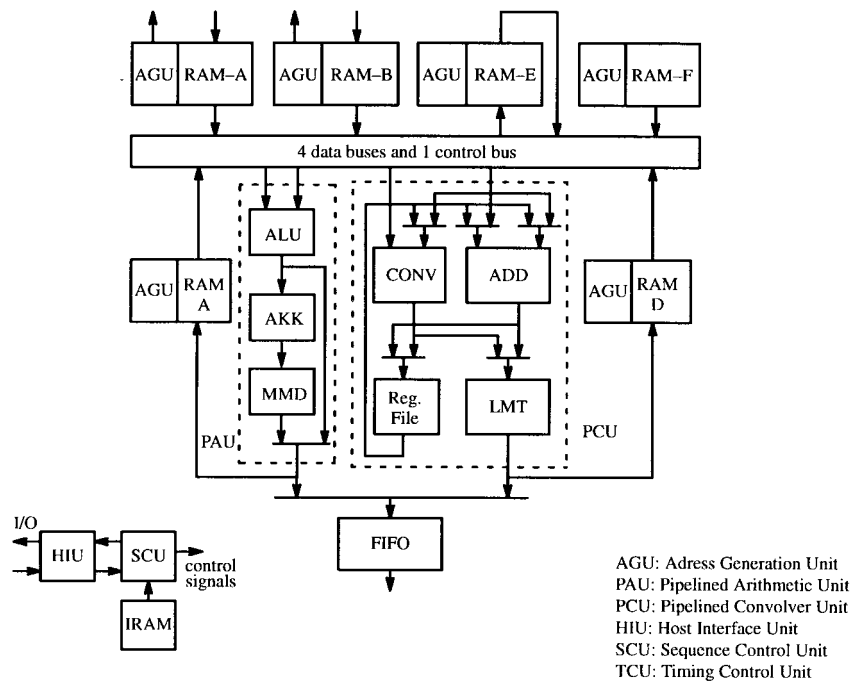 AGU RAM–A AGU RAM–B AGU RAM–E AGU RAM–F
4 data buses and 1 control bus
ALU
CONV ADD
AGU RAM A
AGU RAM D
AKK
MMD
Reg. File
LMT
PAU
PCU
I/O
HIU
SCU
control signals
IRAM
FIFO
AGU: Adress Generation Unit
PAU: Pipelined Arithmetic Unit
PCU: Pipelined Convolver Unit
HIU: Host Interface Unit
SCU: Sequence Control Unit
TCU: Timing Control Unit